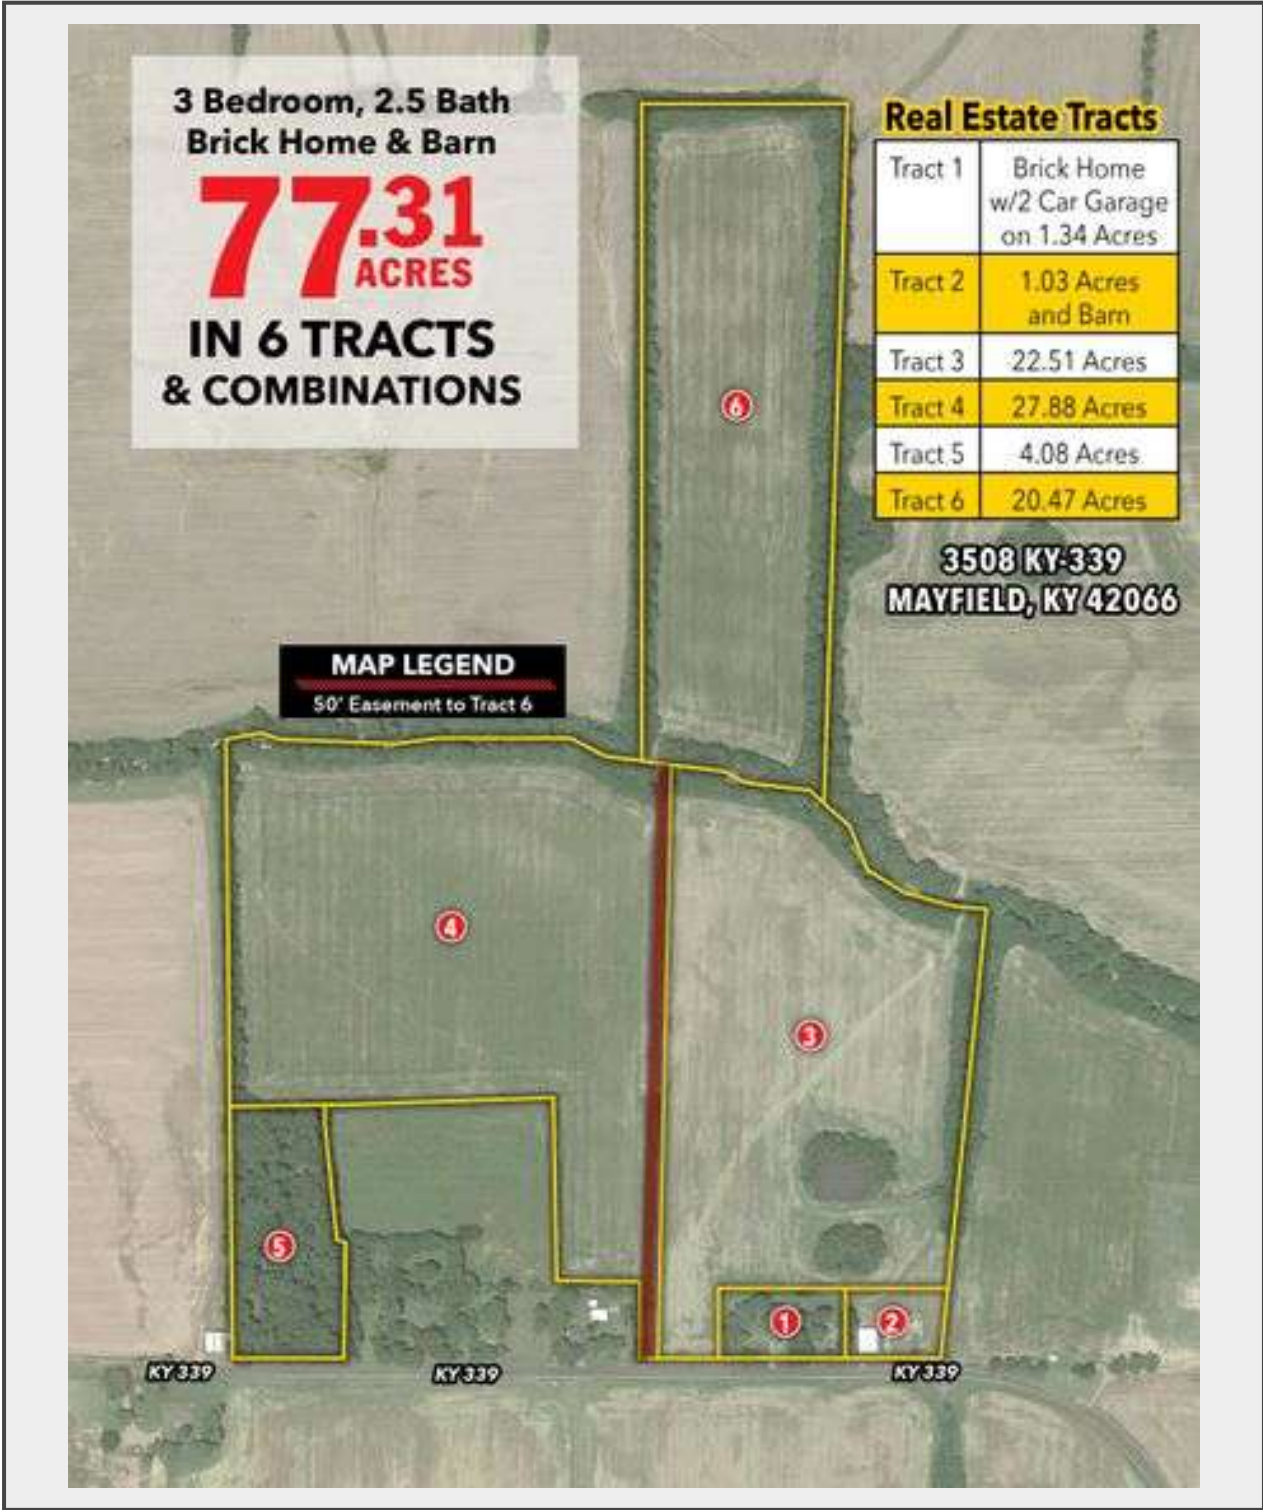 3 Bedroom, 2.5 Bath
Brick Home & Barn
77.31
ACRES
IN 6 TRACTS
& COMBINATIONS
Real Estate Tracts
Tract 1 Brick Home
w/2 Car Garage
on 1.34 Acres
Tract 2 1.03 Acres
and Barn
Tract 3 22.51 Acres
Tract 4 27.88 Acres
Tract 5 4.08 Acres
Tract 6 20.47 Acres
3508 KY-339
MAYFIELD, KY 42066
6
MAP LEGEND
50' Easement to Tract 6
4
3
5
1 2
KY 339 KY 339 KY 339